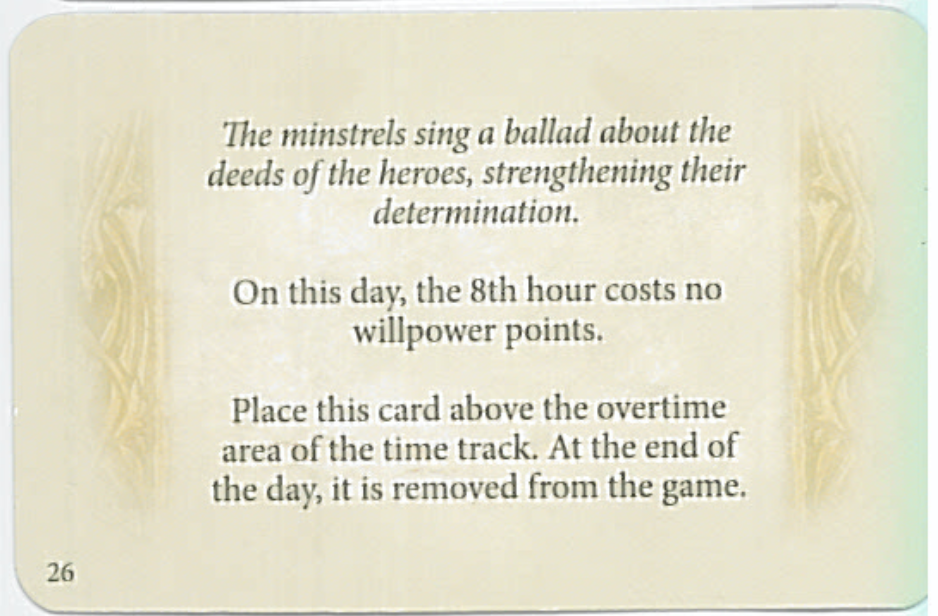 The minstrels sing a ballad about the
deeds of the heroes, strengthening their
determination.
On this day, the 8th hour costs no
willpower points.
Place this card above the overtime
area of the time track. At the end of
the day, it is removed from the game.
26